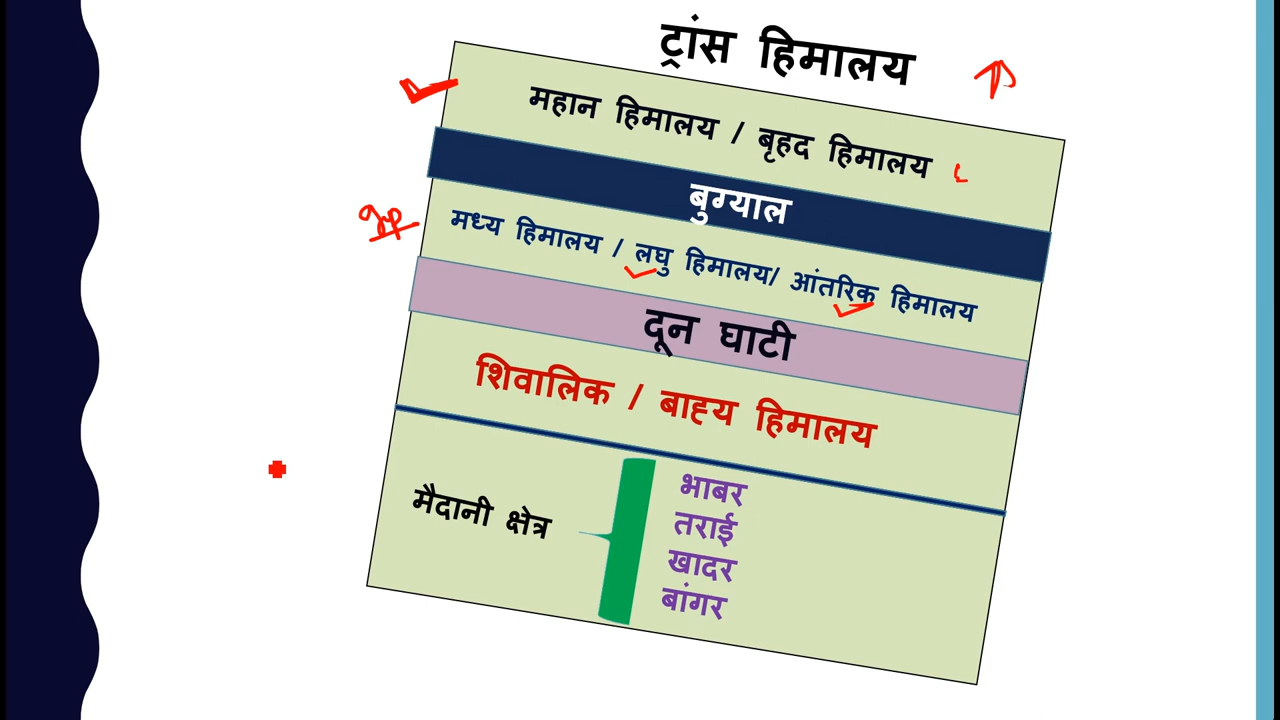 ट्रांस हिमालय
महान हिमालय / बृहद हिमालय
बुग्याल
मध्य हिमालय / लघु हिमालय/ आंतरिक हिमालय
दून घाटी
शिवालिक / बाह्य हिमालय
मैदानी क्षेत्र
भाबर
तराई
खादर
बांगर